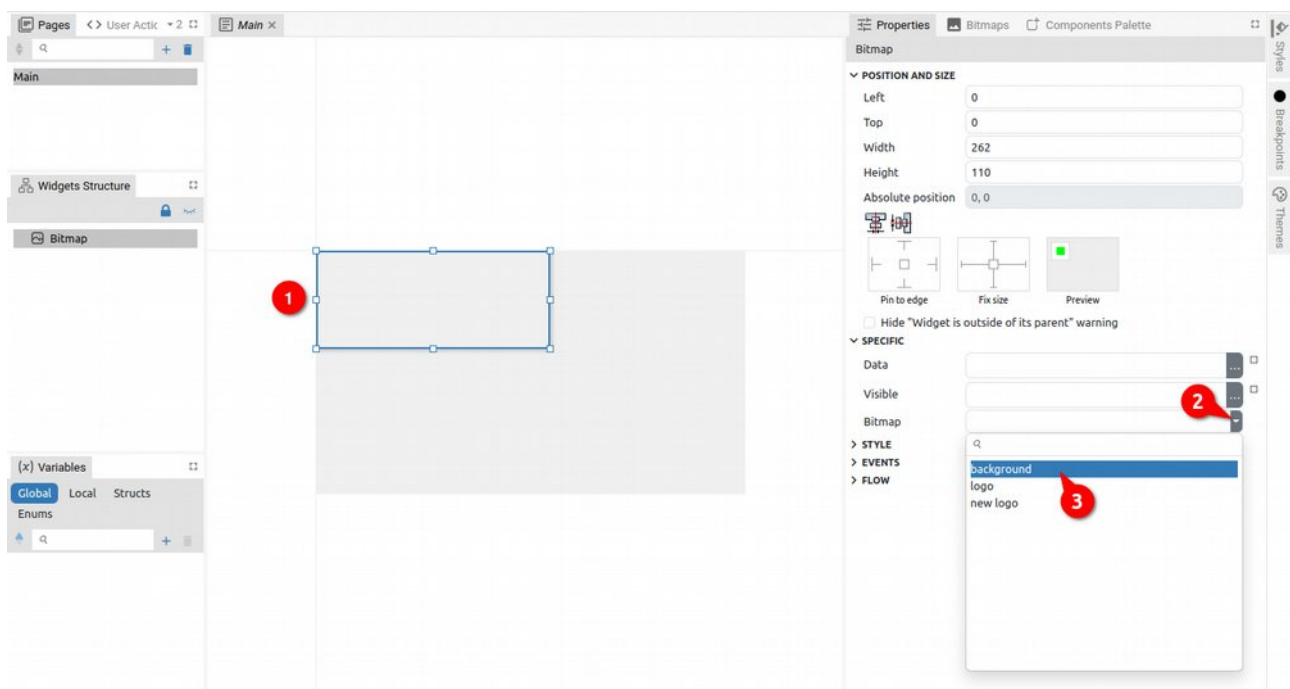 Pages
User Actic
2
Main
Main
Widgets Structure
Bitmap
(x) Variables
Global Local Structs
Enums
1
Properties
Bitmaps
Components Palette
Bitmap
POSITION AND SIZE
Left 0
Top 0
Width 262
Height 110
Absolute position 0, 0
Pin to edge
Fix size
Preview
Hide "Widget is outside of its parent" warning
SPECIFIC
Data ...
Visible ...
2
Bitmap
STYLE
EVENTS
FLOW
background
logo
new logo
3
Styles
Breakpoints
Themes